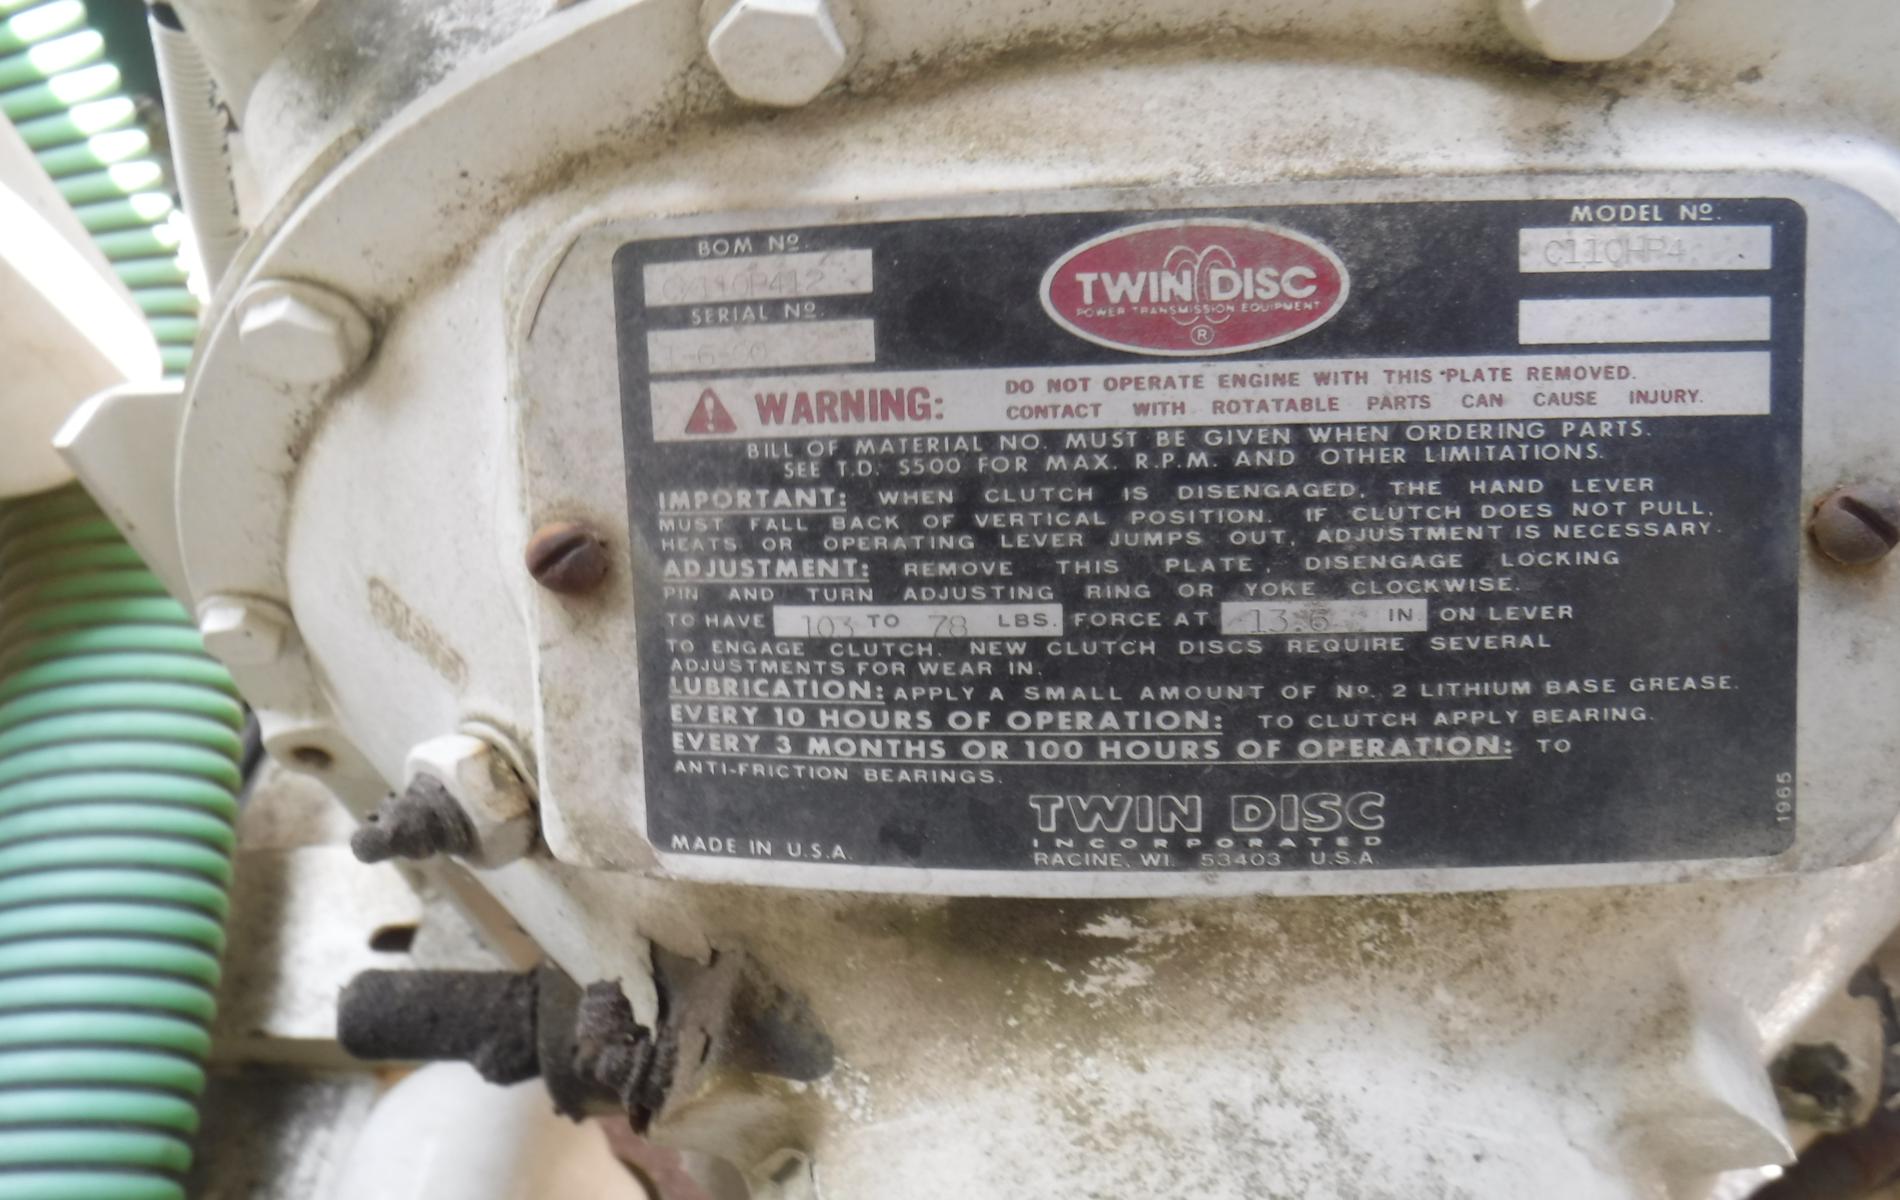 BOM Nº.
MODEL Nº.
C110HP4
SERIAL Nº.
TWIN DISC
POWER TRANSMISSION EQUIPMENT
®
WARNING: DO NOT OPERATE ENGINE WITH THIS PLATE REMOVED.
CONTACT WITH ROTATABLE PARTS CAN CAUSE INJURY.
BILL OF MATERIAL NO. MUST BE GIVEN WHEN ORDERING PARTS.
SEE T.D. S500 FOR MAX. R.P.M. AND OTHER LIMITATIONS.
IMPORTANT: WHEN CLUTCH IS DISENGAGED, THE HAND LEVER
MUST FALL BACK OF VERTICAL POSITION. IF CLUTCH DOES NOT PULL,
HEATS OR OPERATING LEVER JUMPS OUT, ADJUSTMENT IS NECESSARY.
ADJUSTMENT: REMOVE THIS PLATE, DISENGAGE LOCKING
PIN AND TURN ADJUSTING RING OR YOKE CLOCKWISE.
TO HAVE 103 TO 78 LBS. FORCE AT 13.6 IN. ON LEVER
TO ENGAGE CLUTCH. NEW CLUTCH DISCS REQUIRE SEVERAL
ADJUSTMENTS FOR WEAR IN.
LUBRICATION: APPLY A SMALL AMOUNT OF Nº. 2 LITHIUM BASE GREASE.
EVERY 10 HOURS OF OPERATION: TO CLUTCH APPLY BEARING.
EVERY 3 MONTHS OR 100 HOURS OF OPERATION: TO
ANTI-FRICTION BEARINGS.
1965
MADE IN U.S.A.
TWIN DISC
INCORPORATED
RACINE, WI. 53403 U.S.A.